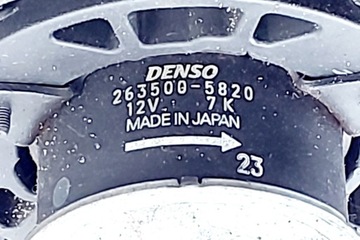 DENSO
263500-5820
12V 7K
MADE IN JAPAN
23